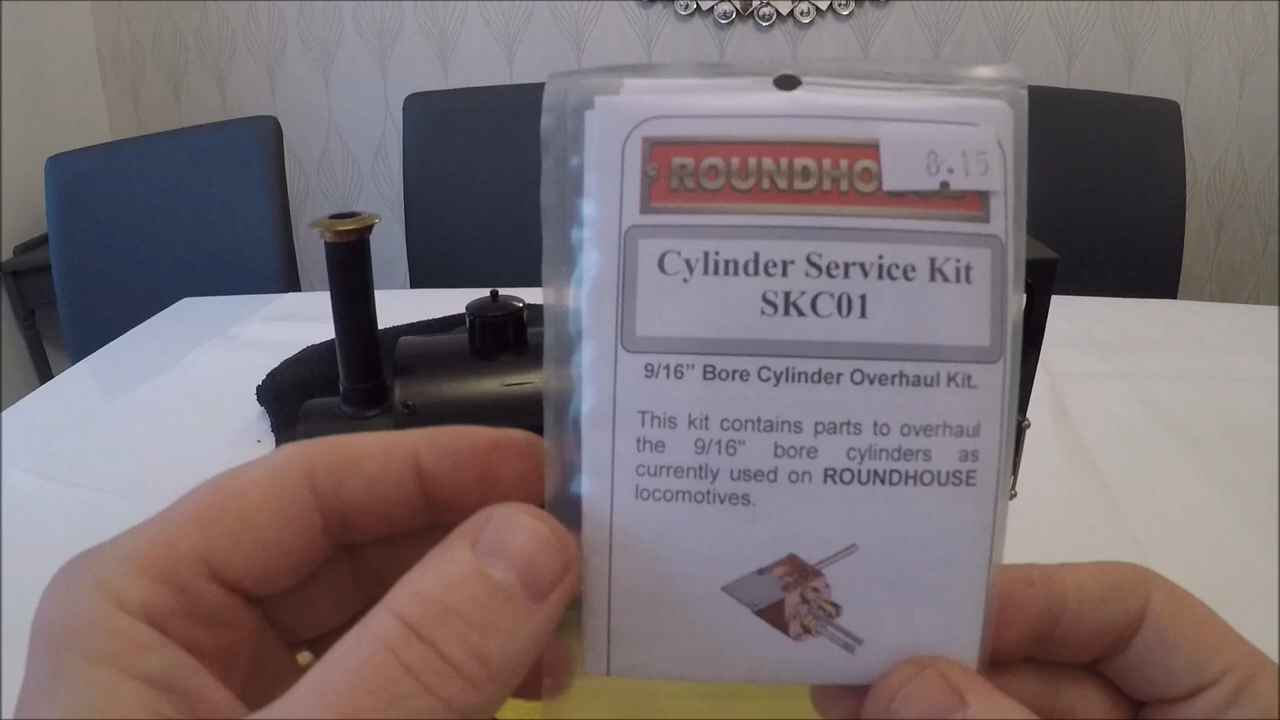 ROUNDHO
8.15
Cylinder Service Kit
SKC01
9/16" Bore Cylinder Overhaul Kit.
This kit contains parts to overhaul
the 9/16" bore cylinders as
currently used on ROUNDHOUSE
locomotives.